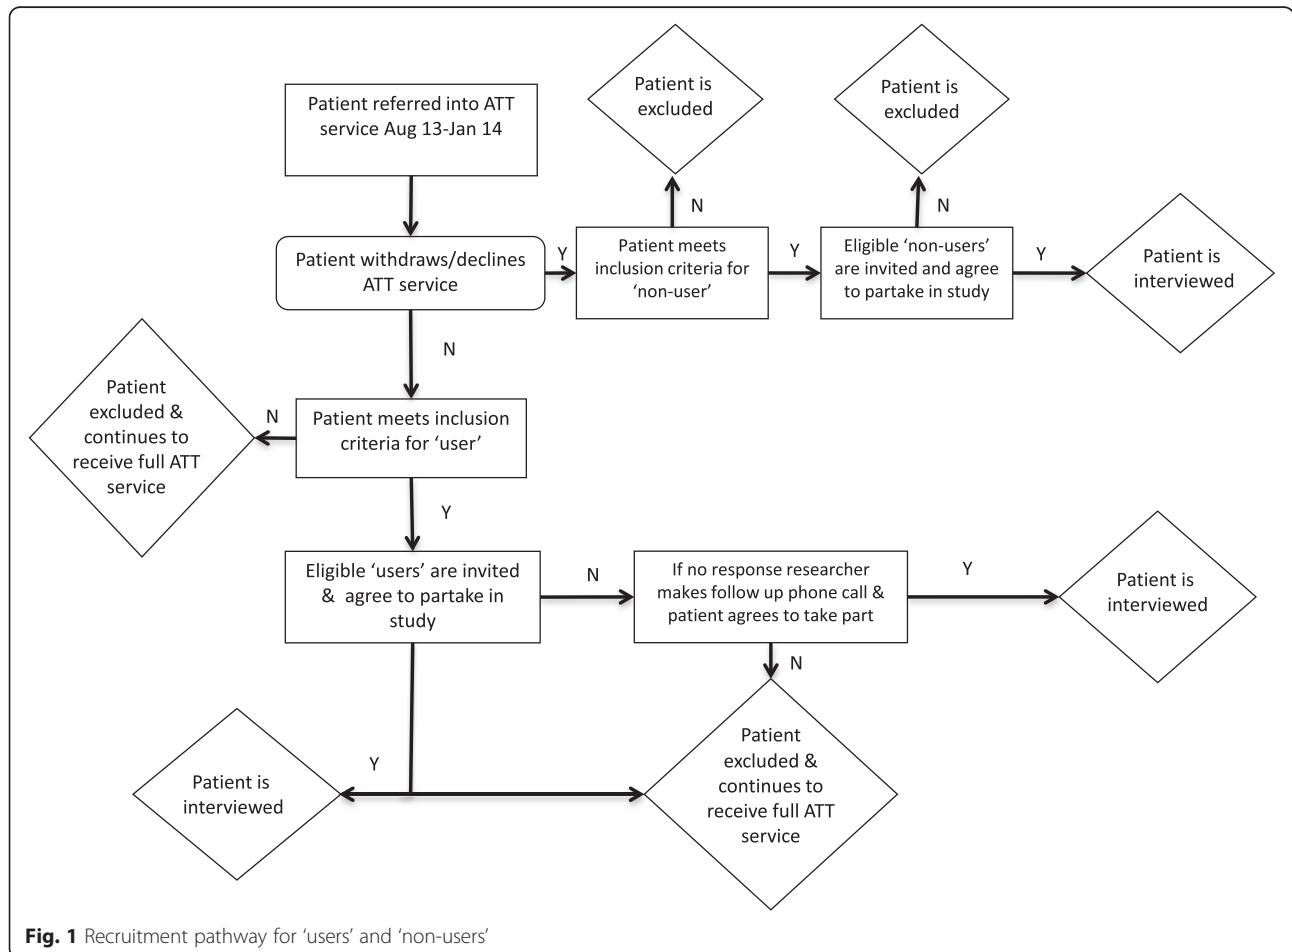 Patient referred into ATT
service Aug 13-Jan 14
Patient is
excluded
Patient is
excluded
N
N
Patient withdraws/declines
ATT service
Y
Patient meets
inclusion criteria for
‘non-user’
Y
Eligible ‘non-users’
are invited and agree
to partake in study
Y
Patient is
interviewed
N
Patient
excluded &
continues to
receive full ATT
service
N
Patient meets inclusion
criteria for ‘user’
Y
Eligible ‘users’ are invited
& agree to partake in
study
N
If no response researcher
makes follow up phone call &
patient agrees to take part
Y
Patient is
interviewed
N
Patient is
interviewed
Y
Patient
excluded &
continues to
receive full ATT
service
Fig. 1 Recruitment pathway for ‘users’ and ‘non-users’